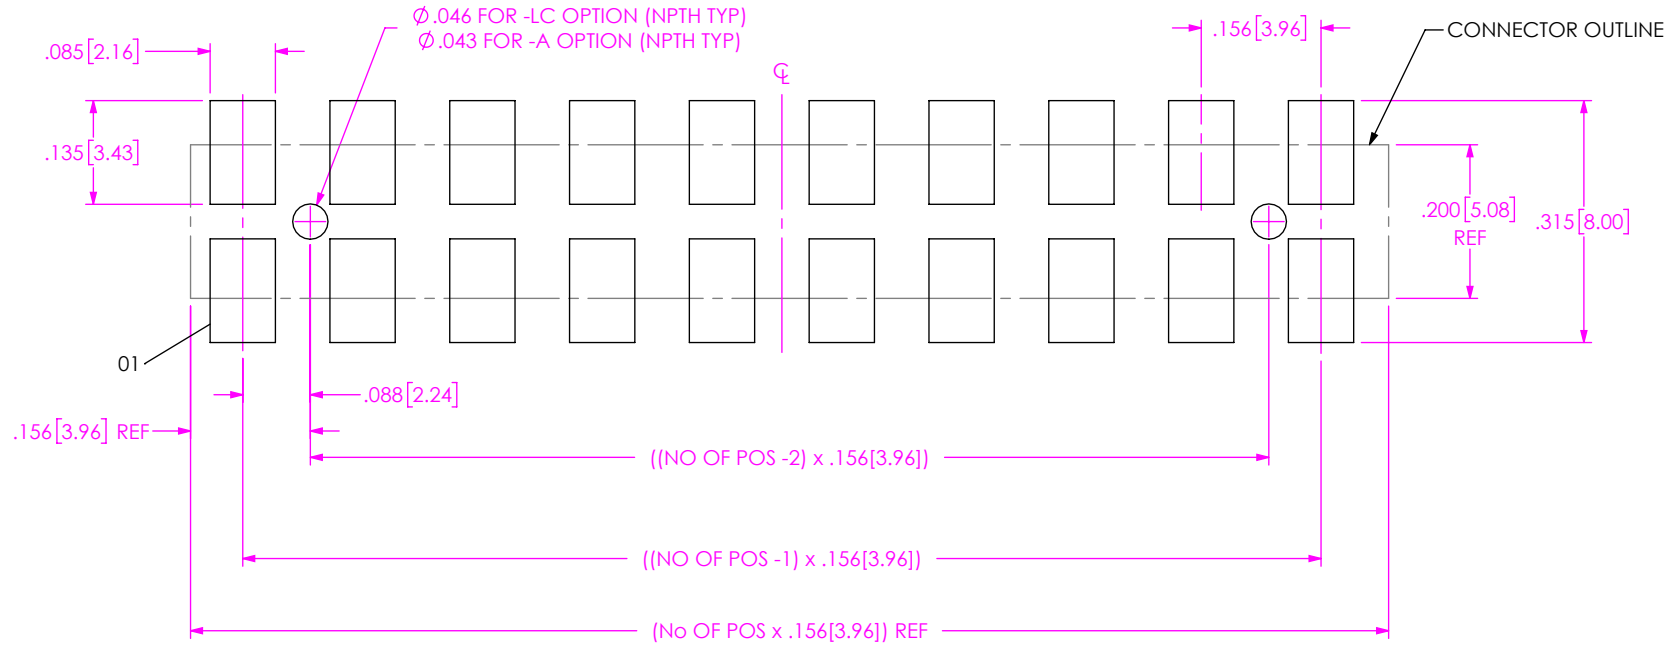 Ø.046 FOR -LC OPTION (NPTH TYP)
Ø.043 FOR -A OPTION (NPTH TYP)
.085[2.16]
.156[3.96]
CONNECTOR OUTLINE
℄
.135[3.43]
.200[5.08]
REF
.315[8.00]
01
.088[2.24]
.156[3.96] REF
((NO OF POS -2) x .156[3.96])
((NO OF POS -1) x .156[3.96])
(No OF POS x .156[3.96]) REF